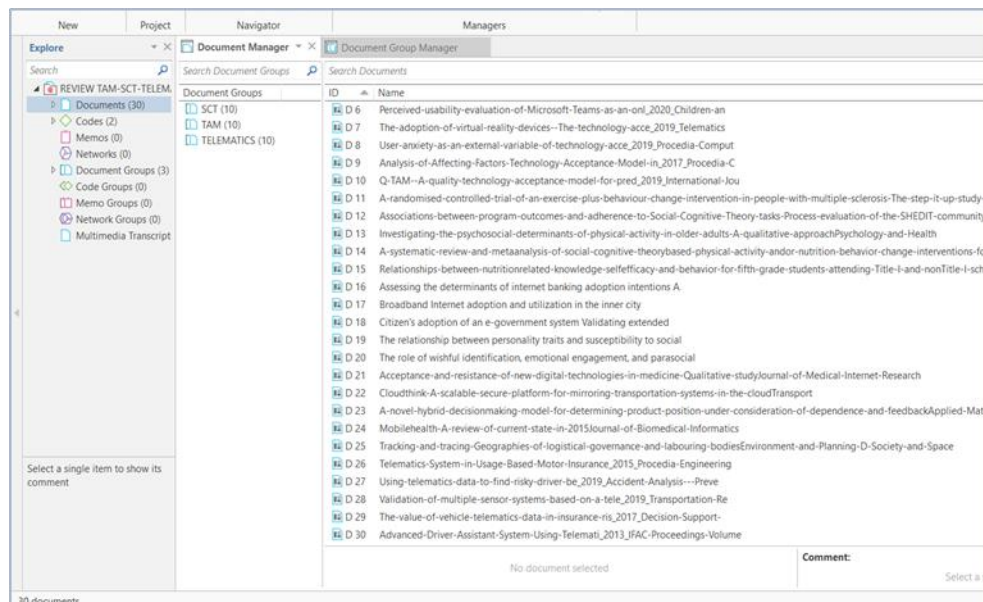 New Project Navigator Managers
Explore
Search
REVIEW TAM-SCT-TELEM
Documents (30)
Codes (2)
Memos (0)
Networks (0)
Document Groups (3)
Code Groups (0)
Memo Groups (0)
Network Groups (0)
Multimedia Transcript
Select a single item to show its
comment
Document Manager
Search Document Groups
Document Groups
SCT (10)
TAM (10)
TELEMATICS (10)
Document Group Manager
Search Documents
ID Name
D 6 Perceived-usability-evaluation-of-Microsoft-Teams-as-an-onl_2020_Children-an
D 7 The-adoption-of-virtual-reality-devices--The-technology-acce_2019_Telematics
D 8 User-anxiety-as-an-external-variable-of-technology-acce_2019_Procedia-Comput
D 9 Analysis-of-Affecting-Factors-Technology-Acceptance-Model-in_2017_Procedia-C
D 10 Q-TAM--A-quality-technology-acceptance-model-for-pred_2019_International-Jou
D 11 A-randomised-controlled-trial-of-an-exercise-plus-behaviour-change-intervention-in-people-with-multiple-sclerosis-The-step-it-up-study-
D 12 Associations-between-program-outcomes-and-adherence-to-Social-Cognitive-Theory-tasks-Process-evaluation-of-the-SHEDIT-community
D 13 Investigating-the-psychosocial-determinants-of-physical-activity-in-older-adults-A-qualitative-approachPsychology-and-Health
D 14 A-systematic-review-and-metaanalysis-of-social-cognitive-theorybased-physical-activity-andor-nutrition-behavior-change-interventions-fo
D 15 Relationships-between-nutritionrelated-knowledge-selfefficacy-and-behavior-for-fifth-grade-students-attending-Title-I-and-nonTitle-I-sch
D 16 Assessing the determinants of internet banking adoption intentions A
D 17 Broadband Internet adoption and utilization in the inner city
D 18 Citizen's adoption of an e-government system Validating extended
D 19 The relationship between personality traits and susceptibility to social
D 20 The role of wishful identification, emotional engagement, and parasocial
D 21 Acceptance-and-resistance-of-new-digital-technologies-in-medicine-Qualitative-studyJournal-of-Medical-Internet-Research
D 22 Cloudthink-A-scalable-secure-platform-for-mirroring-transportation-systems-in-the-cloudTransport
D 23 A-novel-hybrid-decisionmaking-model-for-determining-product-position-under-consideration-of-dependence-and-feedbackApplied-Mat
D 24 Mobilehealth-A-review-of-current-state-in-2015Journal-of-Biomedical-Informatics
D 25 Tracking-and-tracing-Geographies-of-logistical-governance-and-labouring-bodiesEnvironment-and-Planning-D-Society-and-Space
D 26 Telematics-System-in-Usage-Based-Motor-Insurance_2015_Procedia-Engineering
D 27 Using-telematics-data-to-find-risky-driver-be_2019_Accident-Analysis---Preve
D 28 Validation-of-multiple-sensor-systems-based-on-a-tele_2019_Transportation-Re
D 29 The-value-of-vehicle-telematics-data-in-insurance-ris_2017_Decision-Support-
D 30 Advanced-Driver-Assistant-System-Using-Telemati_2013_IFAC-Proceedings-Volume
No document selected
Comment:
Select a
30 documents